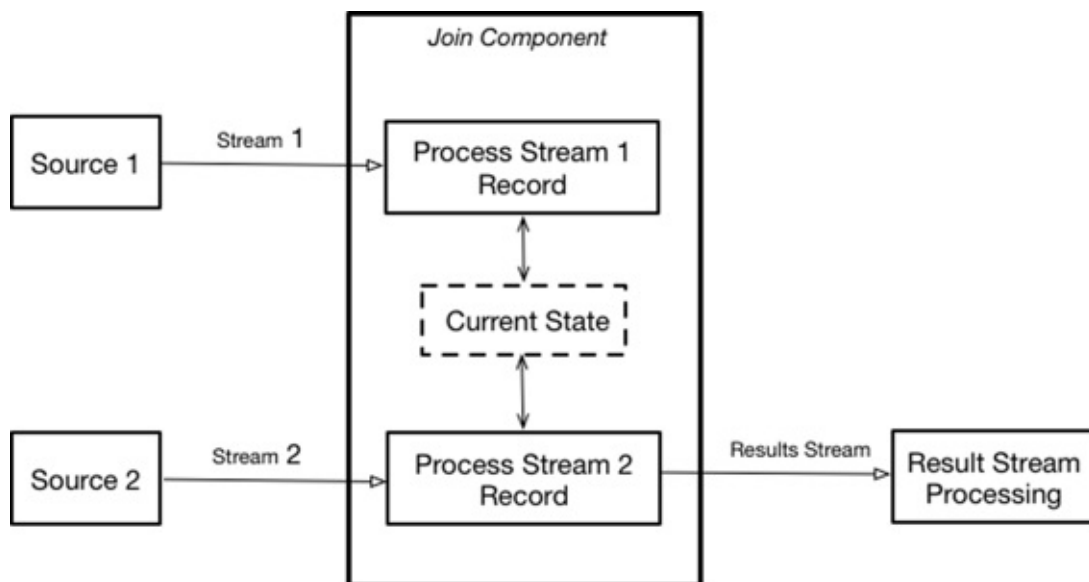 Join Component
Source 1
Stream 1
Process Stream 1
Record
Current State
Source 2
Stream 2
Process Stream 2
Record
Results Stream
Result Stream
Processing